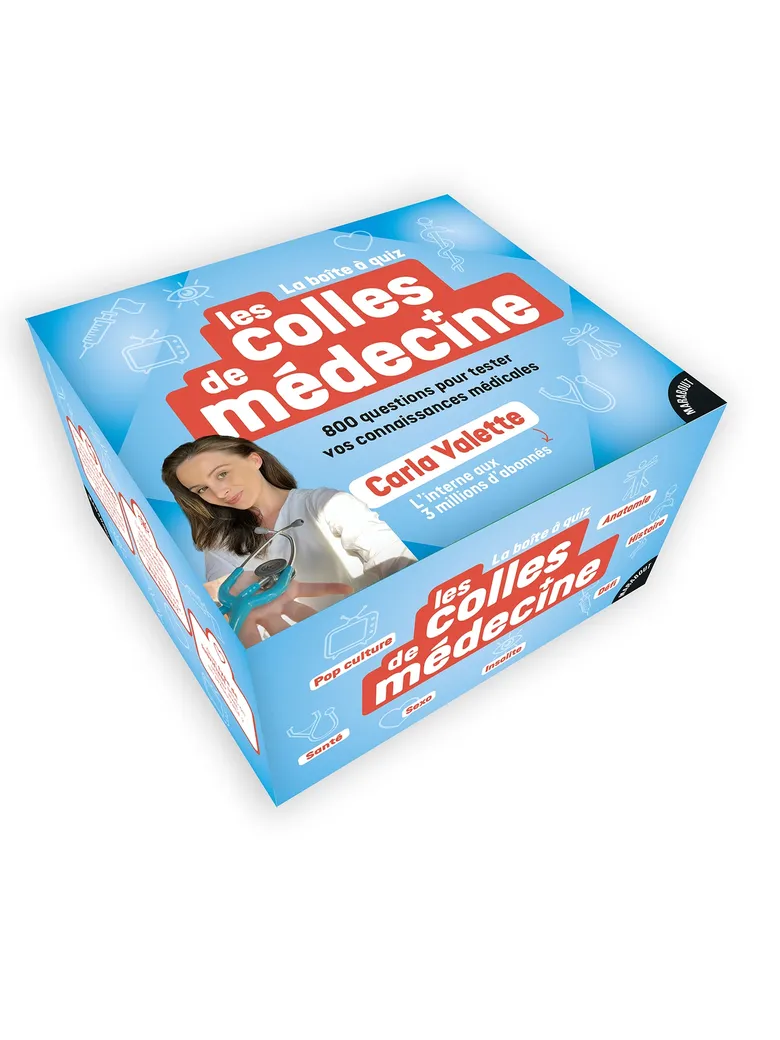 La boîte à quiz
les
colles
de +
médecine
800 questions pour tester
vos connaissances médicales
Carla Valette
L'interne aux
3 millions d'abonnés
MARABOUT
La boîte à quiz
les
colles
de +
médecine
Anatomie
Histoire
Défi
MARABOUT
Pop culture
Insolite
Sexo
Santé